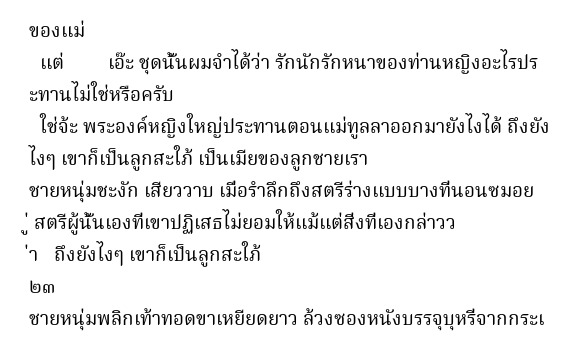 ของแม่
แต่ เอ๊ะ ชุดนั้นผมจำได้ว่า รักนักรักหนาของท่านหญิงอะไรปร
ะทานไม่ใช่หรือครับ
ใช่จ้ะ พระองค์หญิงใหญ่ประทานตอนแม่ทูลลาออกมายังไงได้ ถึงยัง
ไงๆ เขาก็เป็นลูกสะใภ้ เป็นเมียของลูกชายเรา
ชายหนุ่มชะงัก เสียววาบ เมื่อรำลึกถึงสตรีร่างแบบบางที่นอนซมอย
ู่ สตรีผู้นั้นเองที่เขาปฏิเสธไม่ยอมให้แม้แต่สิ่งที่เองกล่าวว
่า ถึงยังไงๆ เขาก็เป็นลูกสะใภ้
๒๓
ชายหนุ่มพลิกเท้าทอดขาเหยียดยาว ล้วงซองหนังบรรจุบุหรี่จากกระเ